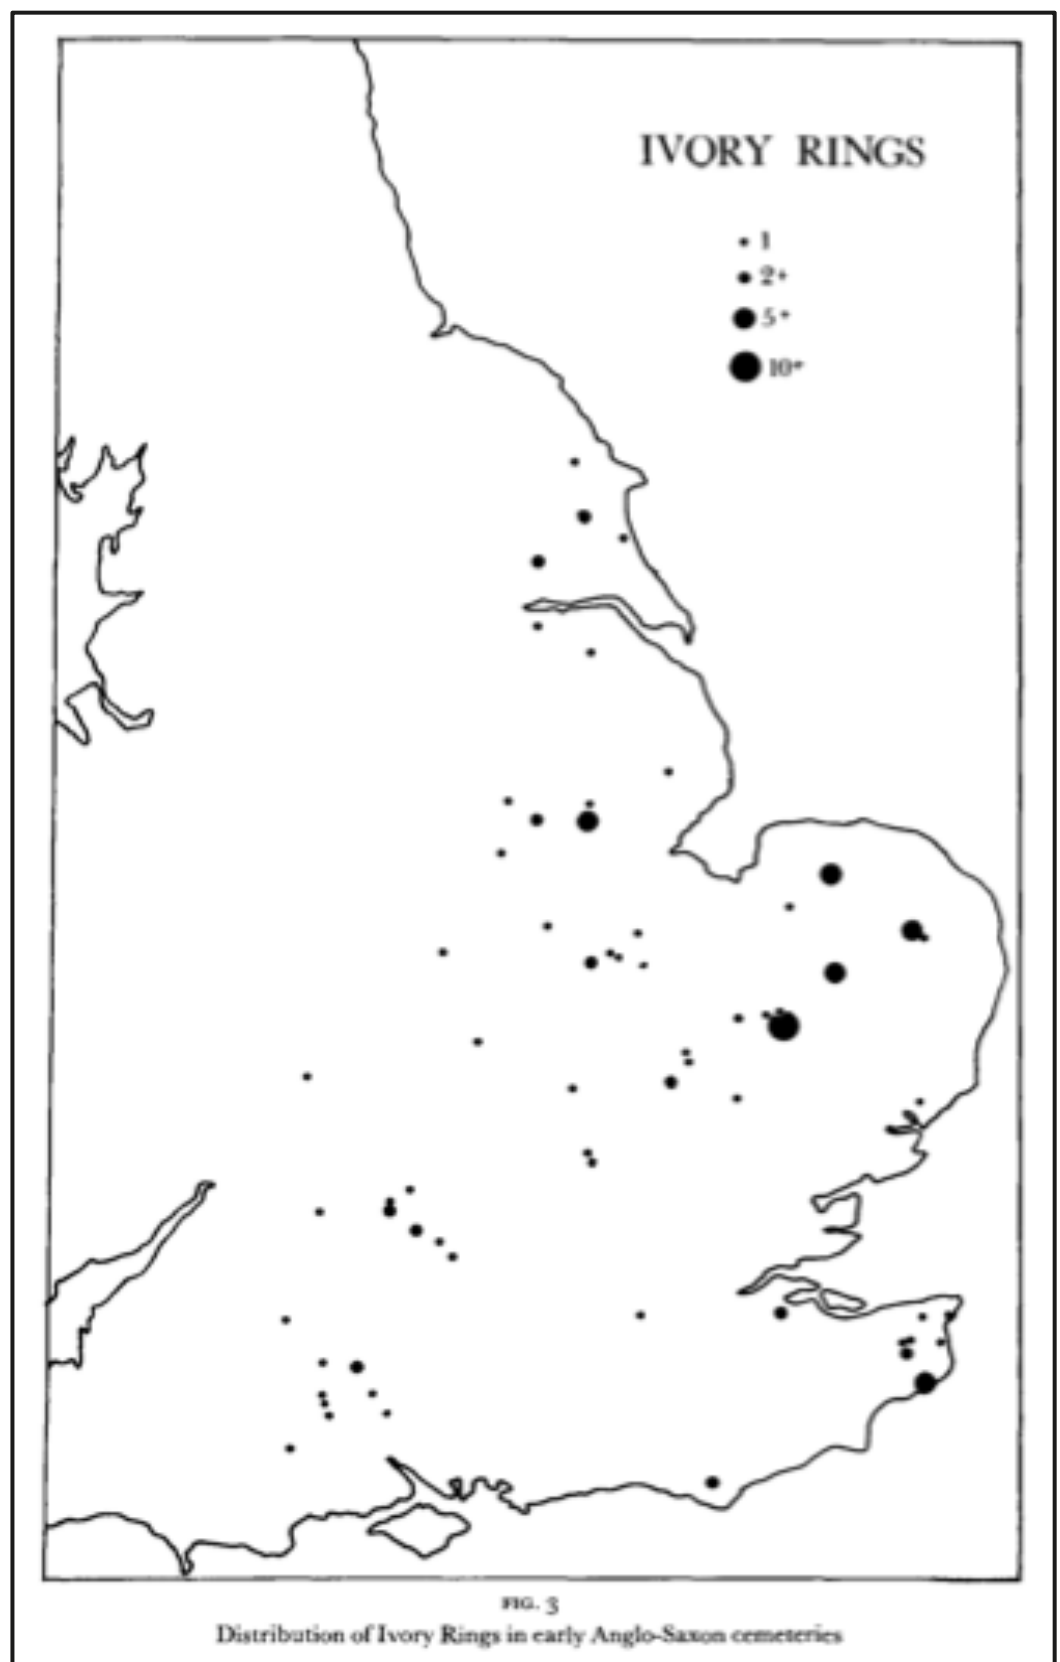 IVORY RINGS
1
2+
5+
10+
FIG. 3
Distribution of Ivory Rings in early Anglo-Saxon cemeteries